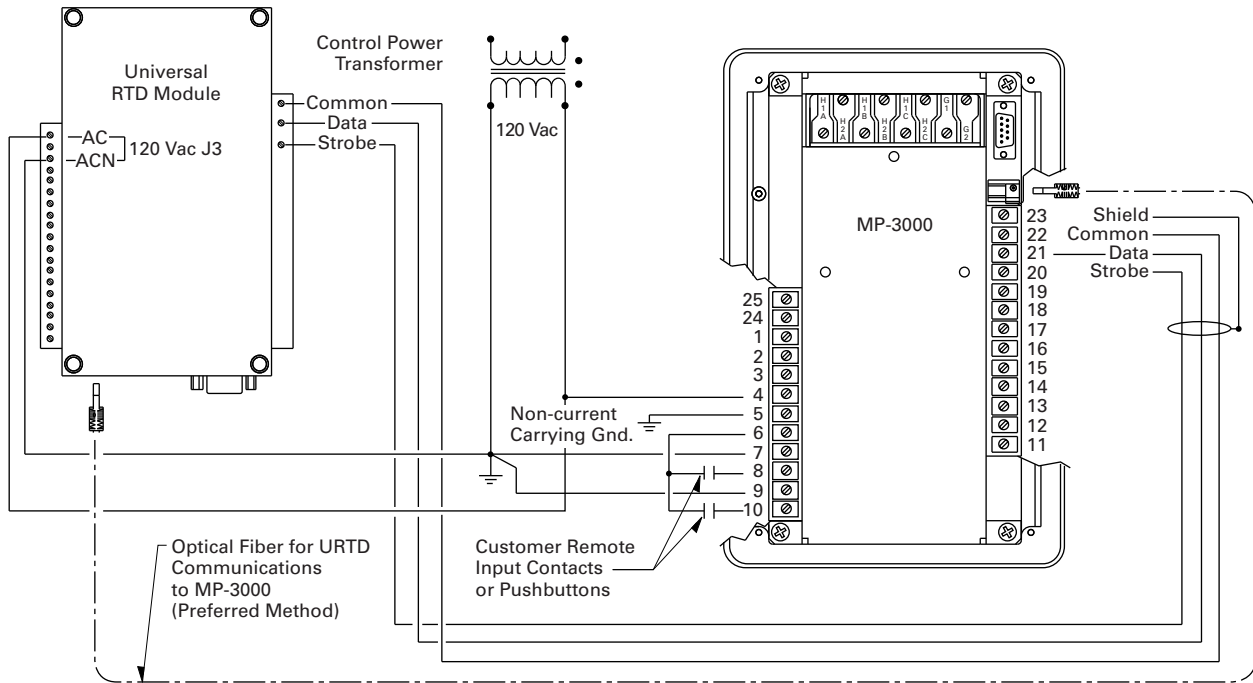 Universal
RTD Module
Control Power
Transformer
Common
Data
Strobe
AC
ACN
120 Vac J3
120 Vac
H1A
H2A
H1B
H2B
H1C
H2C
G1
G2
MP-3000
23
22
21
20
19
18
17
16
15
14
13
12
11
Shield
Common
Data
Strobe
25
24
1
2
3
4
5
6
7
8
9
10
Non-current
Carrying Gnd.
Optical Fiber for URTD
Communications
to MP-3000
(Preferred Method)
Customer Remote
Input Contacts
or Pushbuttons